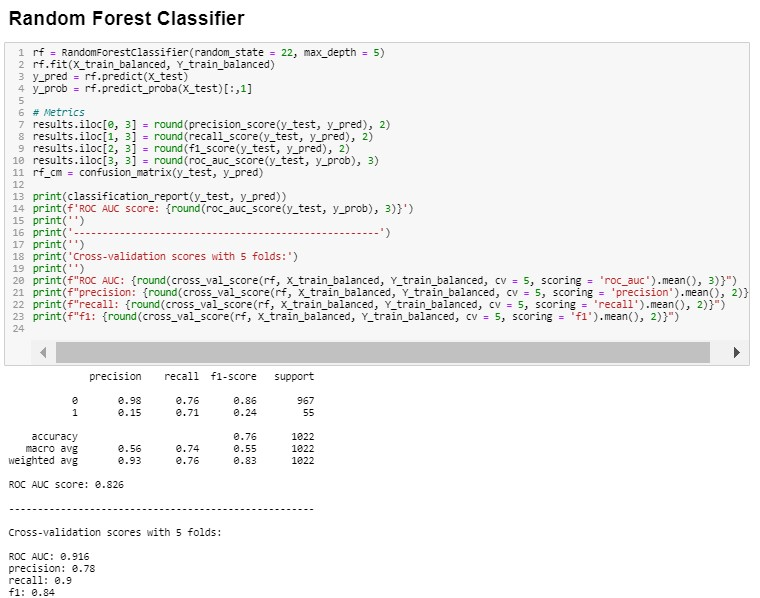 Random Forest Classifier
1 rf = RandomForestClassifier(random_state = 22, max_depth = 5)
2 rf.fit(X_train_balanced, Y_train_balanced)
3 y_pred = rf.predict(X_test)
4 y_prob = rf.predict_proba(X_test)[:,1]
5
6 # Metrics
7 results.iloc[0, 3] = round(precision_score(y_test, y_pred), 2)
8 results.iloc[1, 3] = round(recall_score(y_test, y_pred), 2)
9 results.iloc[2, 3] = round(f1_score(y_test, y_pred), 2)
10 results.iloc[3, 3] = round(roc_auc_score(y_test, y_prob), 3)
11 rf_cm = confusion_matrix(y_test, y_pred)
12
13 print(classification_report(y_test, y_pred))
14 print(f'ROC AUC score: {round(roc_auc_score(y_test, y_prob), 3)}')
15 print('')
16 print('-----------------------------------------------------')
17 print('')
18 print('Cross-validation scores with 5 folds:')
19 print('')
20 print(f"ROC AUC: {round(cross_val_score(rf, X_train_balanced, Y_train_balanced, cv = 5, scoring = 'roc_auc').mean(), 3)}")
21 print(f"precision: {round(cross_val_score(rf, X_train_balanced, Y_train_balanced, cv = 5, scoring = 'precision').mean(), 2)}
22 print(f"recall: {round(cross_val_score(rf, X_train_balanced, Y_train_balanced, cv = 5, scoring = 'recall').mean(), 2)}")
23 print(f"f1: {round(cross_val_score(rf, X_train_balanced, Y_train_balanced, cv = 5, scoring = 'f1').mean(), 2)}")
24
precision recall f1-score support
0 0.98 0.76 0.86 967
1 0.15 0.71 0.24 55
accuracy 0.76 1022
macro avg 0.56 0.74 0.55 1022
weighted avg 0.93 0.76 0.83 1022
ROC AUC score: 0.826
-----------------------------------------------------
Cross-validation scores with 5 folds:
ROC AUC: 0.916
precision: 0.78
recall: 0.9
f1: 0.84